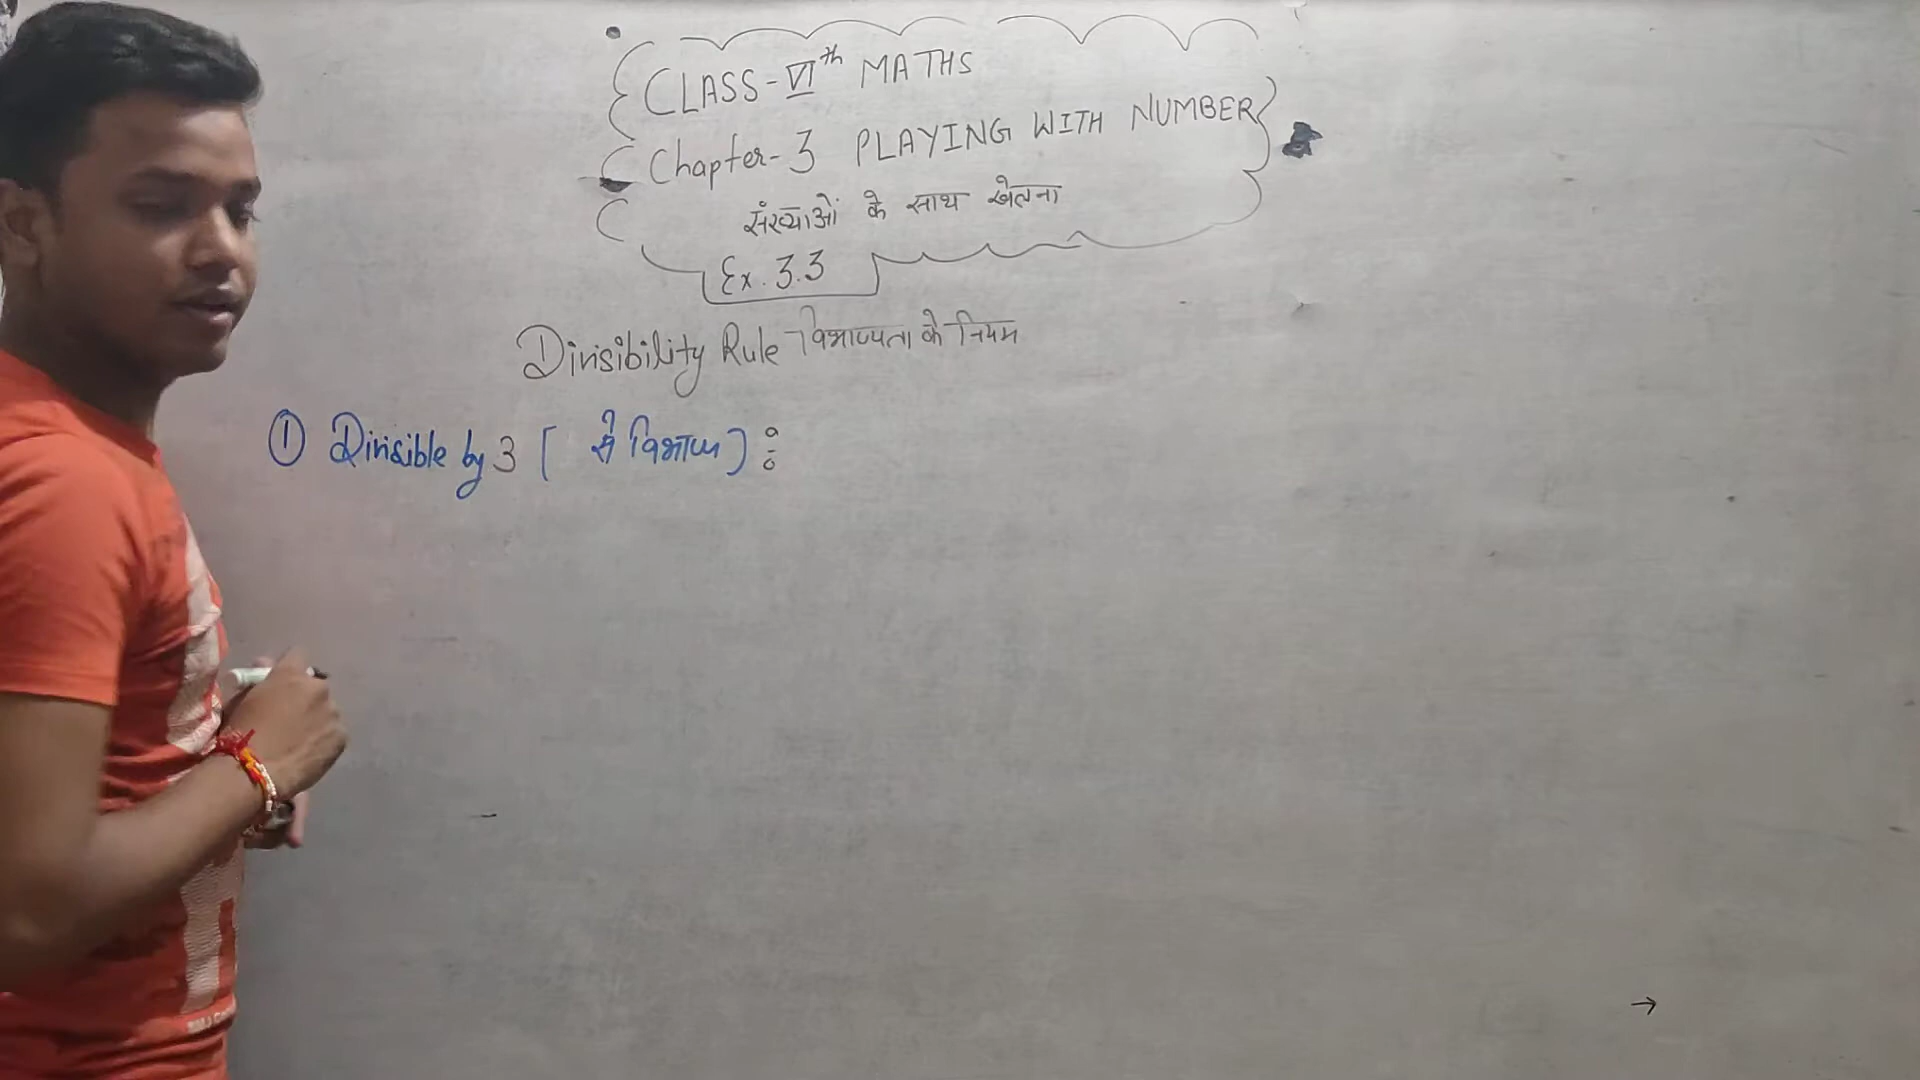 CLASS-VIth MATHS
Chapter-3 PLAYING WITH NUMBER
संख्याओं के साथ खेलना
Ex. 3.3
Divisibility Rule विभाज्यता के नियम
① Divisible by 3 [ से विभाज्य ] :